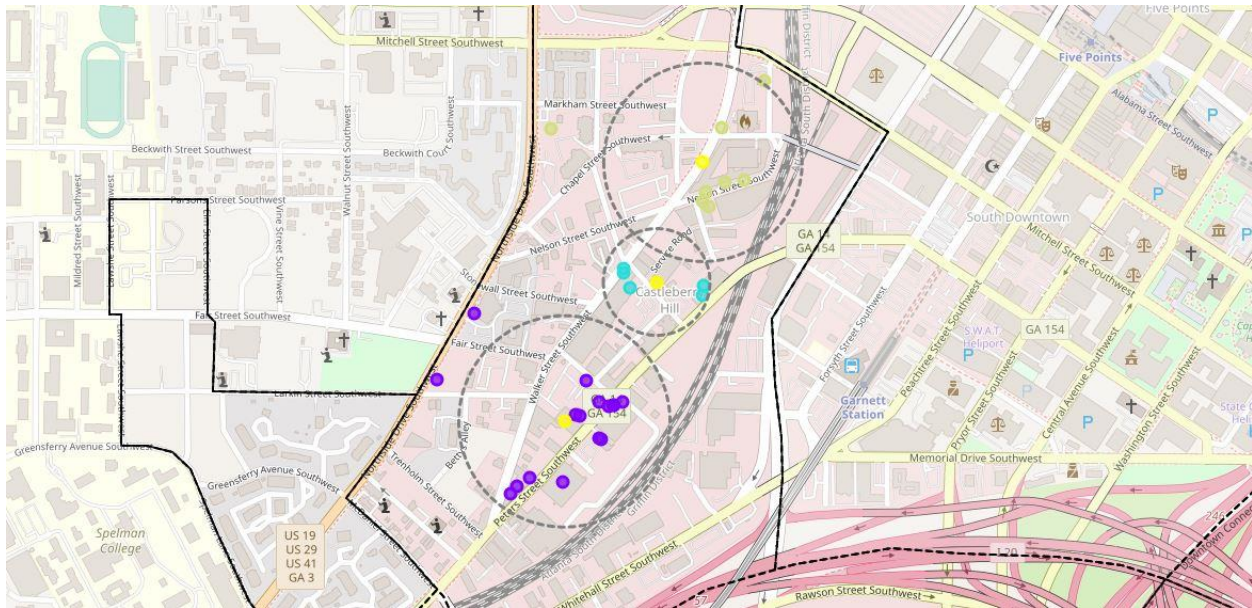 Five Points
Mitchell Street Southwest
Five Points
Alabama Street Southwest
Markham Street Southwest
Beckwith Street Southwest
Beckwith Court Southwest
Chapel Street Southwest
Walnut Street Southwest
Mildred Street Southwest
Parsons Street Southwest
Nelson Street Southwest
Vine Street Southwest
Northside Drive Southwest
South Downtown
Nelson Street Southwest
GA 14
GA 154
Service Road
Mitchell Street Southwest
Stonewall Street Southwest
Castleberry
Hill
Fair Street Southwest
Fair Street Southwest
Forsyth Street Southwest
S.W.A.T.
Heliport
GA 154
Peachtree Street Southwest
Walker Street Southwest
Larkin Street Southwest
Garnett
Station
Pryor Street Southwest
Central Avenue Southwest
Washington Street Southwest
GA 154
Greensferry Avenue Southwest
Betty's Alley
Trenholm Street Southwest
Peters Street Southwest
Memorial Drive Southwest
Greensferry Avenue Southwest
Spelman
College
US 19
US 29
US 41
GA 3
I 20
246
57
Whitehall Street Southwest
Rawson Street Southwest